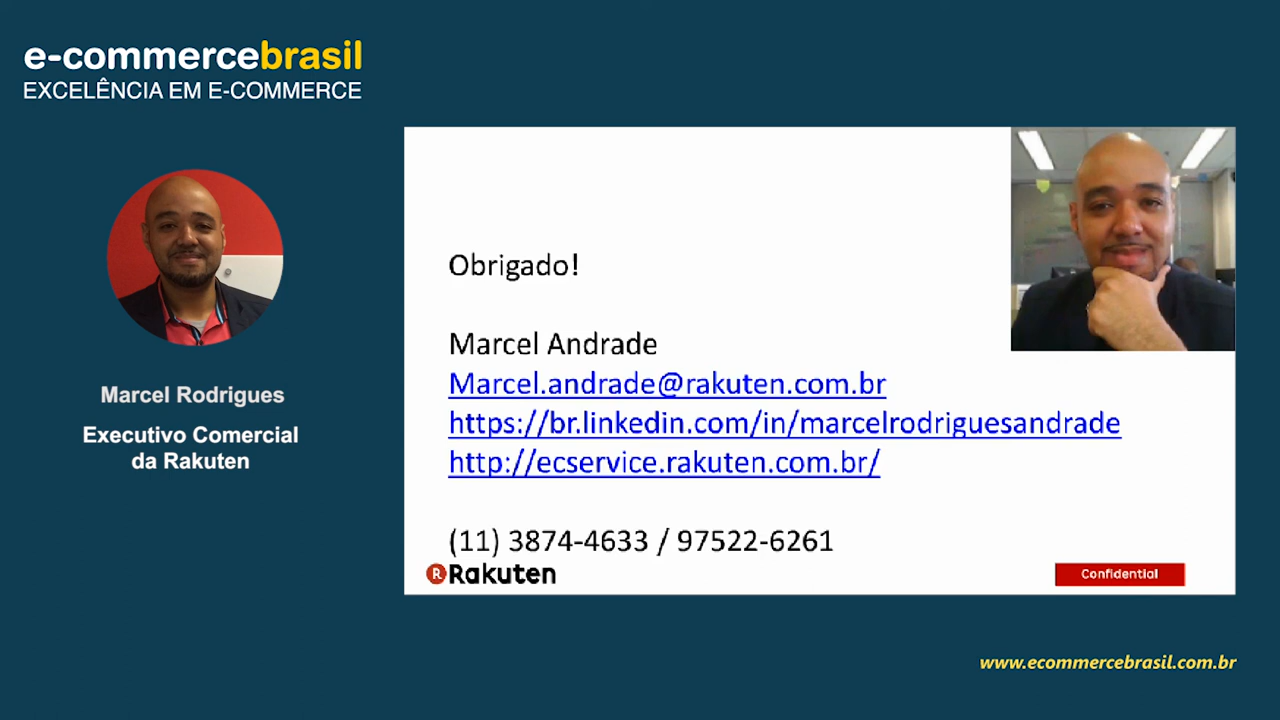 e-commercebrasil
EXCELÊNCIA EM E-COMMERCE
Marcel Rodrigues
Executivo Comercial
da Rakuten
Obrigado!
Marcel Andrade
Marcel.andrade@rakuten.com.br
https://br.linkedin.com/in/marcelrodriguesandrade
http://ecservice.rakuten.com.br/
(11) 3874-4633 / 97522-6261
R Rakuten
Confidential
www.ecommercebrasil.com.br